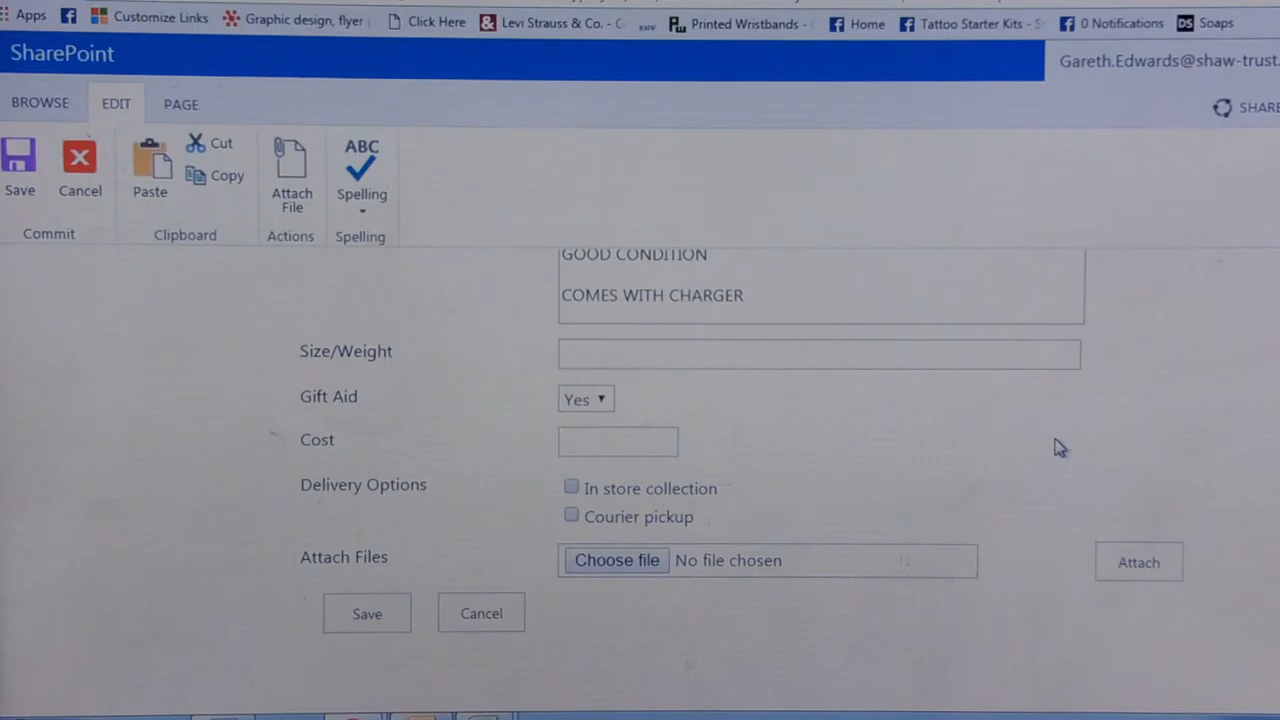 Apps Customize Links Graphic design, flyer Click Here Levi Strauss & Co. - C Printed Wristbands - Home Tattoo Starter Kits - S 0 Notifications DS Soaps
SharePoint Gareth.Edwards@shaw-trust.
BROWSE EDIT PAGE SHARE
Save Cancel Paste Cut Copy Attach File ABC Spelling
Commit Clipboard Actions Spelling
GOOD CONDITION
COMES WITH CHARGER
Size/Weight
Gift Aid Yes
Cost
Delivery Options In store collection
Courier pickup
Attach Files Choose file No file chosen Attach
Save Cancel